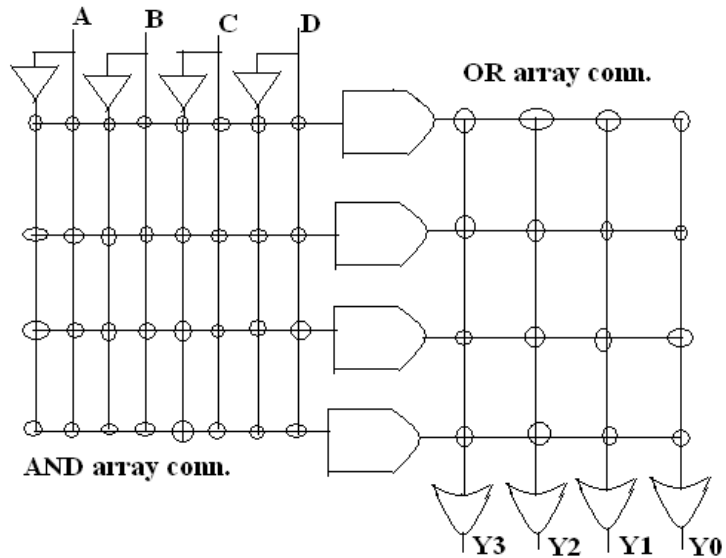 A B C D
OR array conn.
AND array conn.
Y3 Y2 Y1 Y0